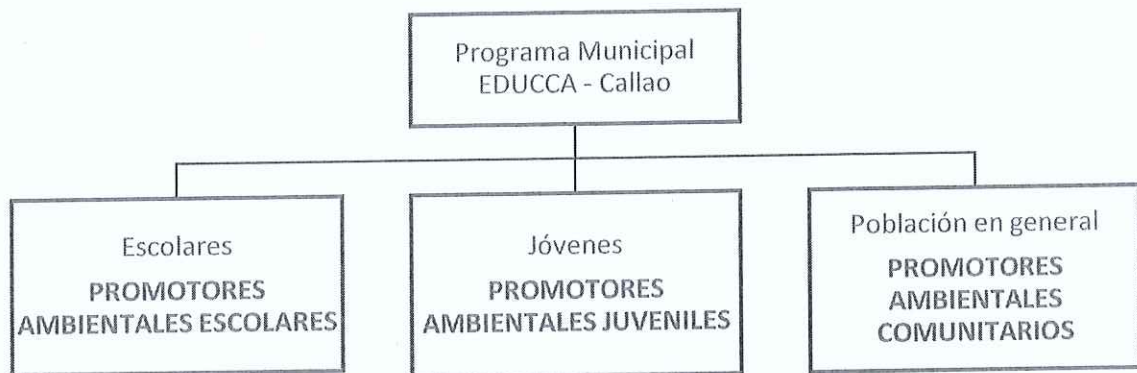 Programa Municipal
EDUCCA - Callao
Escolares
PROMOTORES
AMBIENTALES ESCOLARES
Jóvenes
PROMOTORES
AMBIENTALES JUVENILES
Población en general
PROMOTORES
AMBIENTALES
COMUNITARIOS